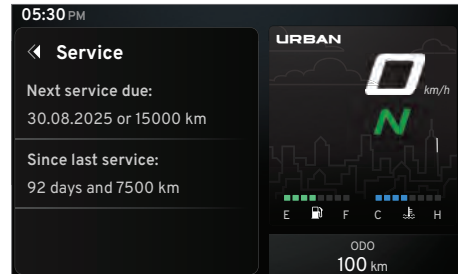 05:30 PM
Service
Next service due:
30.08.2025 or 15000 km
Since last service:
92 days and 7500 km
URBAN
0 km/h
N
E F C H
ODO
100 km